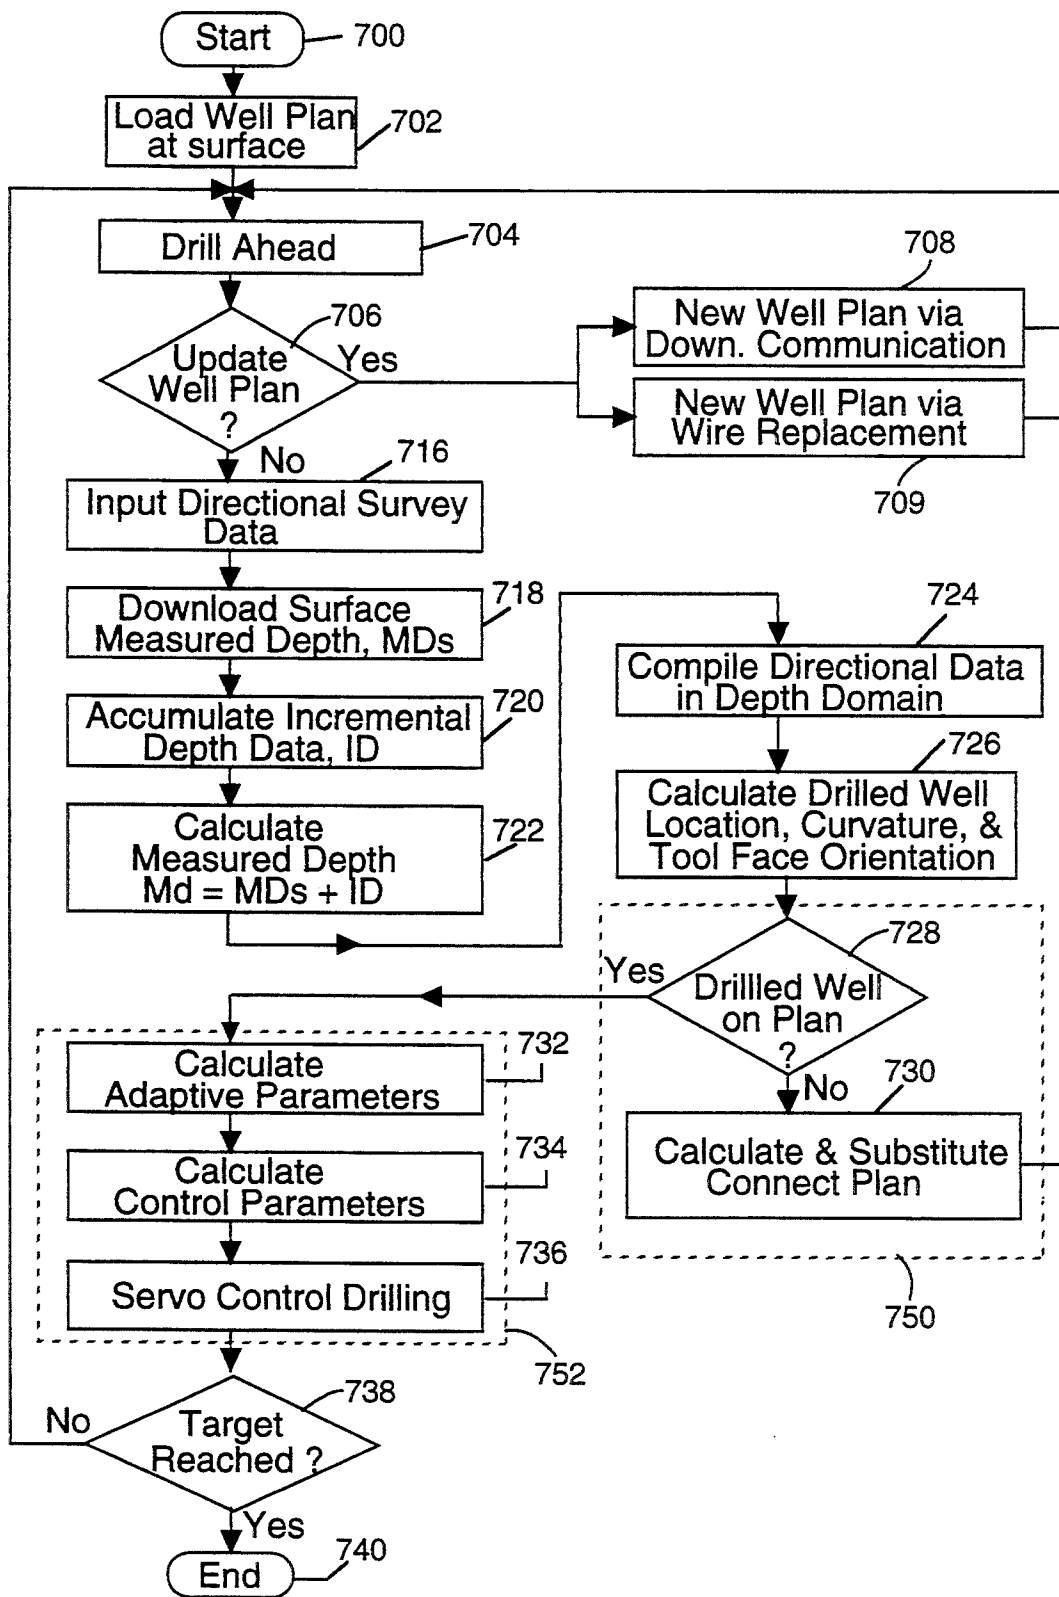 Start
700
Load Well Plan
at surface
702
Drill Ahead
704
706
Update
Well Plan
?
Yes
No
708
New Well Plan via
Down. Communication
New Well Plan via
Wire Replacement
709
716
Input Directional Survey
Data
Download Surface
Measured Depth, MDs
718
Accumulate Incremental
Depth Data, ID
720
Calculate
Measured Depth
Md = MDs + ID
722
724
Compile Directional Data
in Depth Domain
726
Calculate Drilled Well
Location, Curvature, &
Tool Face Orientation
728
Yes
Drillled Well
on Plan
?
No
730
Calculate & Substitute
Connect Plan
750
732
Calculate
Adaptive Parameters
734
Calculate
Control Parameters
736
Servo Control Drilling
752
738
No
Target
Reached ?
Yes
End
740